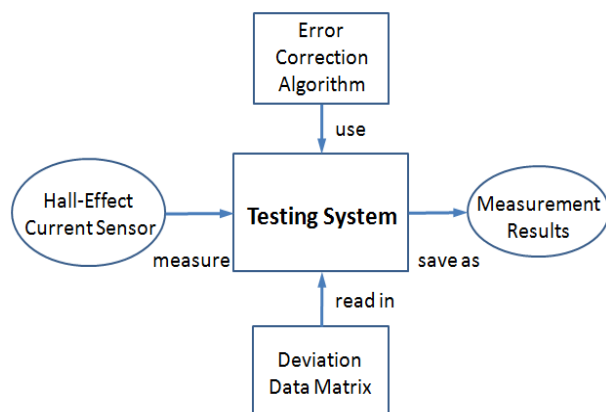 Error
Correction
Algorithm
use
Hall-Effect
Current Sensor
measure
Testing System
Measurement
Results
save as
read in
Deviation
Data Matrix